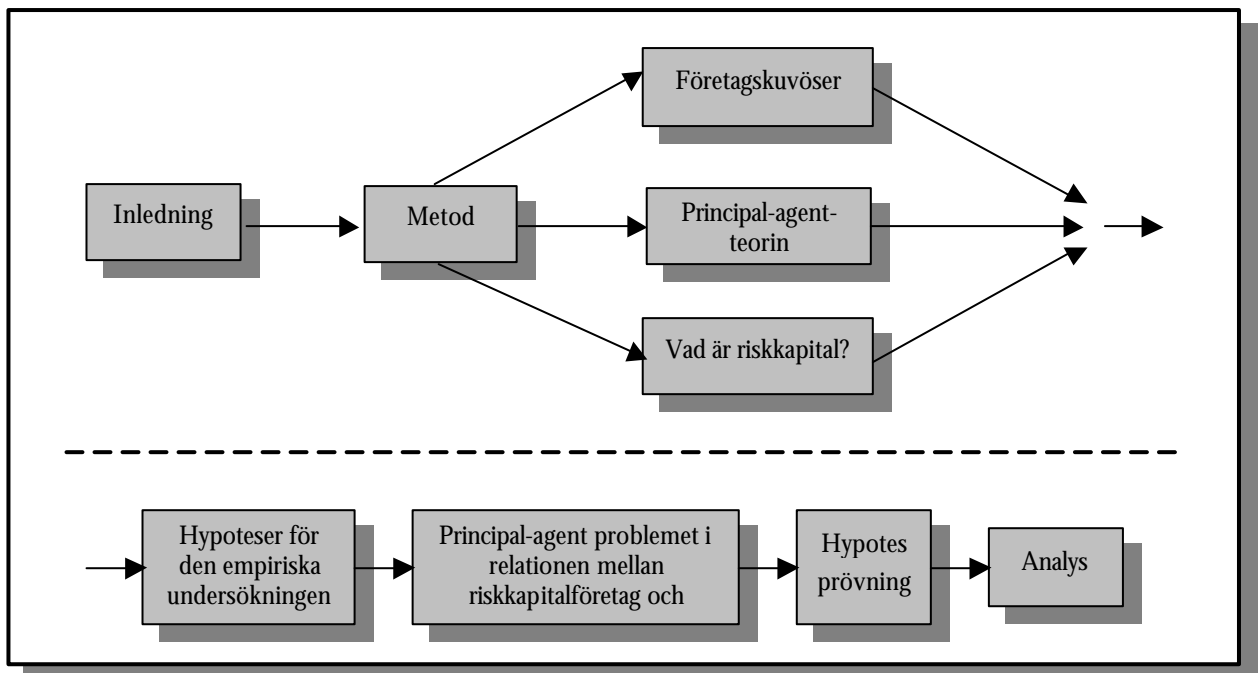 Företagskuvöser
Inledning
Metod
Principal-agent-
teorin
Vad är riskkapital?
Hypoteser för
den empiriska
undersökningen
Principal-agent problemet i
relationen mellan
riskkapitalföretag och
Hypotes
prövning
Analys